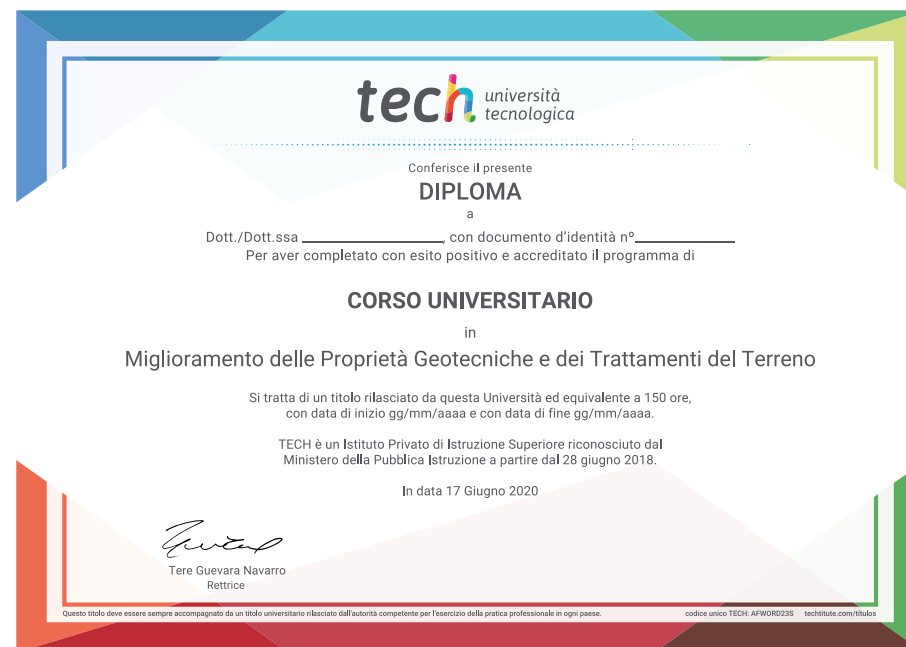 tech università
tecnologica
Conferisce il presente
DIPLOMA
a
Dott./Dott.ssa ____________________, con documento d'identità nº______________
Per aver completato con esito positivo e accreditato il programma di
CORSO UNIVERSITARIO
in
Miglioramento delle Proprietà Geotecniche e dei Trattamenti del Terreno
Si tratta di un titolo rilasciato da questa Università ed equivalente a 150 ore,
con data di inizio gg/mm/aaaa e con data di fine gg/mm/aaaa.
TECH è un Istituto Privato di Istruzione Superiore riconosciuto dal
Ministero della Pubblica Istruzione a partire dal 28 giugno 2018.
In data 17 Giugno 2020
Tere Guevara Navarro
Rettrice
Questo titolo deve essere sempre accompagnato da un titolo universitario rilasciato dall'autorità competente per l'esercizio della pratica professionale in ogni paese. codice unico TECH: AFWORD23S techtitute.com/títulos